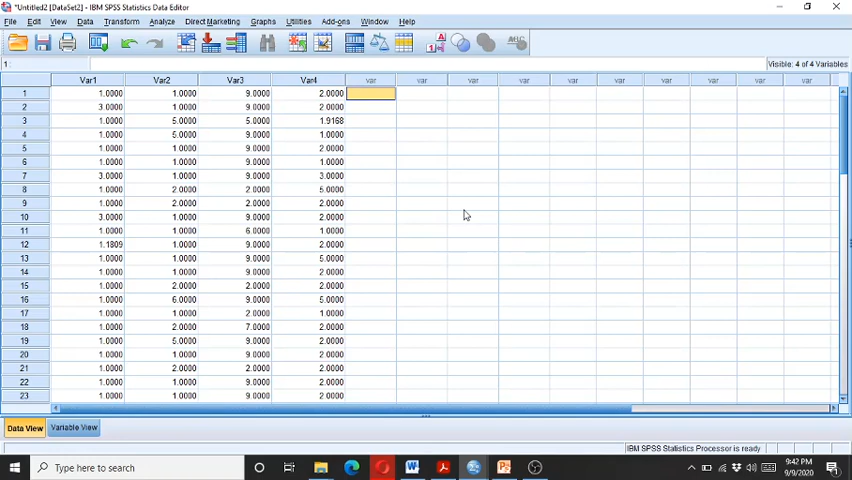 *Untitled2 [DataSet2] - IBM SPSS Statistics Data Editor
File Edit View Data Transform Analyze Direct Marketing Graphs Utilities Add-ons Window Help
1 : Visible: 4 of 4 Variables
Var1 Var2 Var3 Var4 var var var var var var var var var
1 1.0000 1.0000 9.0000 2.0000
2 3.0000 1.0000 9.0000 2.0000
3 1.0000 5.0000 5.0000 1.9168
4 1.0000 5.0000 9.0000 1.0000
5 1.0000 1.0000 9.0000 2.0000
6 1.0000 1.0000 9.0000 1.0000
7 3.0000 1.0000 9.0000 3.0000
8 1.0000 2.0000 2.0000 5.0000
9 1.0000 2.0000 2.0000 2.0000
10 3.0000 1.0000 9.0000 2.0000
11 1.0000 1.0000 6.0000 1.0000
12 1.1809 1.0000 9.0000 2.0000
13 1.0000 1.0000 9.0000 5.0000
14 1.0000 1.0000 9.0000 2.0000
15 1.0000 2.0000 2.0000 2.0000
16 1.0000 6.0000 9.0000 5.0000
17 1.0000 1.0000 2.0000 1.0000
18 1.0000 2.0000 7.0000 2.0000
19 1.0000 5.0000 9.0000 2.0000
20 1.0000 1.0000 9.0000 2.0000
21 1.0000 2.0000 2.0000 2.0000
22 1.0000 1.0000 9.0000 2.0000
23 1.0000 1.0000 9.0000 2.0000
Data View Variable View
IBM SPSS Statistics Processor is ready
Type here to search
9:42 PM
9/9/2020